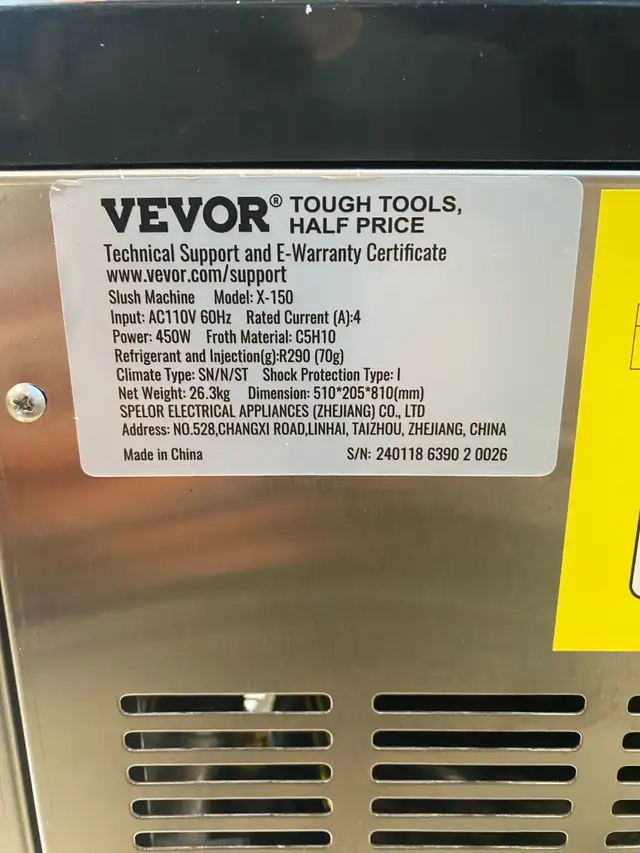 VEVOR® TOUGH TOOLS,
HALF PRICE
Technical Support and E-Warranty Certificate
www.vevor.com/support
Slush Machine Model: X-150
Input: AC110V 60Hz Rated Current (A):4
Power: 450W Froth Material: C5H10
Refrigerant and Injection(g):R290 (70g)
Climate Type: SN/N/ST Shock Protection Type: I
Net Weight: 26.3kg Dimension: 510*205*810(mm)
SPELOR ELECTRICAL APPLIANCES (ZHEJIANG) CO., LTD
Address: NO.528,CHANGXI ROAD,LINHAI, TAIZHOU, ZHEJIANG, CHINA
Made in China S/N: 240118 6390 2 0026